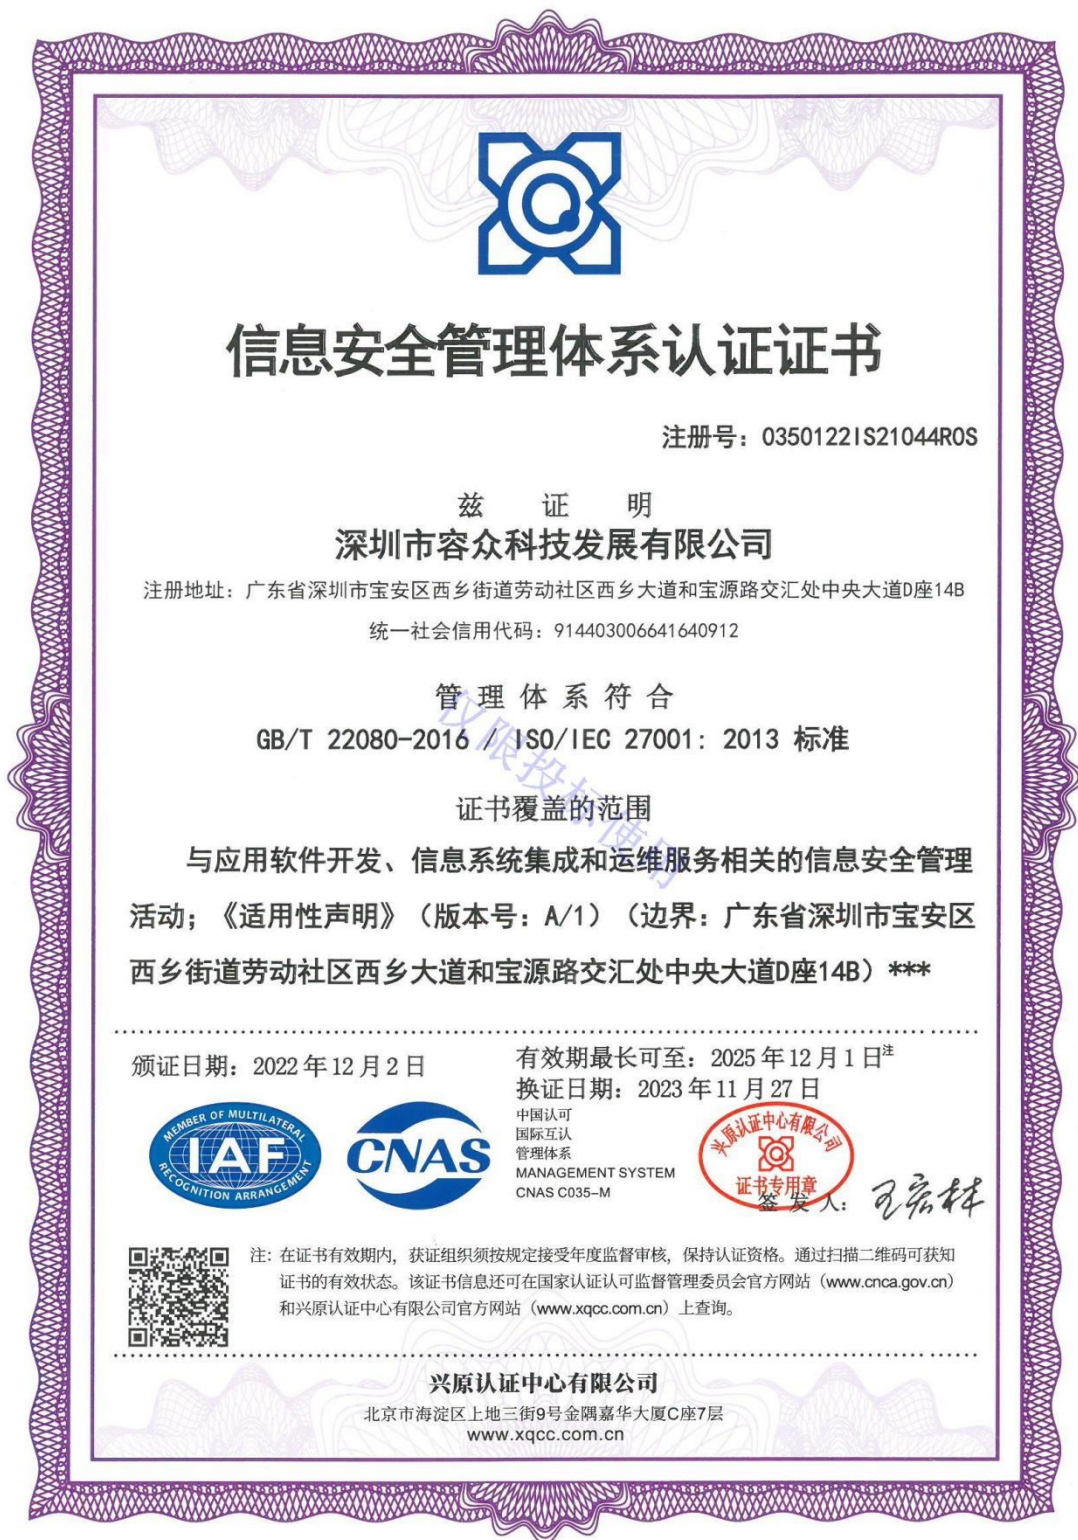 信息安全管理体系认证证书
注册号：0350122IS21044R0S
兹 证 明
深圳市容众科技发展有限公司
注册地址：广东省深圳市宝安区西乡街道劳动社区西乡大道和宝源路交汇处中央大道D座14B
统一社会信用代码：914403006641640912
管理体系符合
GB/T 22080-2016 / ISO/IEC 27001: 2013 标准
仅限投标使用
证书覆盖的范围
与应用软件开发、信息系统集成和运维服务相关的信息安全管理
活动；《适用性声明》（版本号：A/1）（边界：广东省深圳市宝安区
西乡街道劳动社区西乡大道和宝源路交汇处中央大道D座14B）***
颁证日期：2022年12月2日
有效期最长可至：2025年12月1日注
换证日期：2023年11月27日
MEMBER OF MULTILATERAL
IAF
RECOGNITION ARRANGEMENT
CNAS
中国认可
国际互认
管理体系
MANAGEMENT SYSTEM
CNAS C035-M
兴原认证中心有限公司
证书专用章
签 发 人：
注：在证书有效期内，获证组织须按规定接受年度监督审核，保持认证资格。通过扫描二维码可获知
证书的有效状态。该证书信息还可在国家认证认可监督管理委员会官方网站（www.cnca.gov.cn）
和兴原认证中心有限公司官方网站（www.xqcc.com.cn）上查询。
兴原认证中心有限公司
北京市海淀区上地三街9号金隅嘉华大厦C座7层
www.xqcc.com.cn